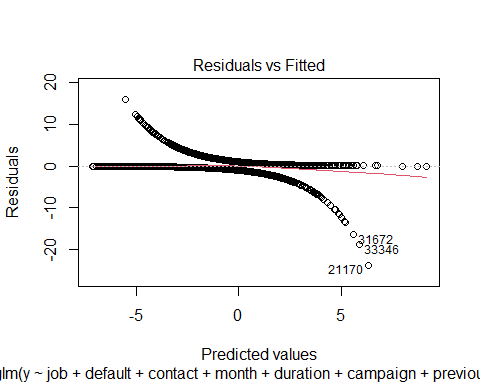 Residuals vs Fitted
20
10
0
-10
-20
Residuals
31672
33346
21170
-5
0
5
Predicted values
glm(y ~ job + default + contact + month + duration + campaign + previou